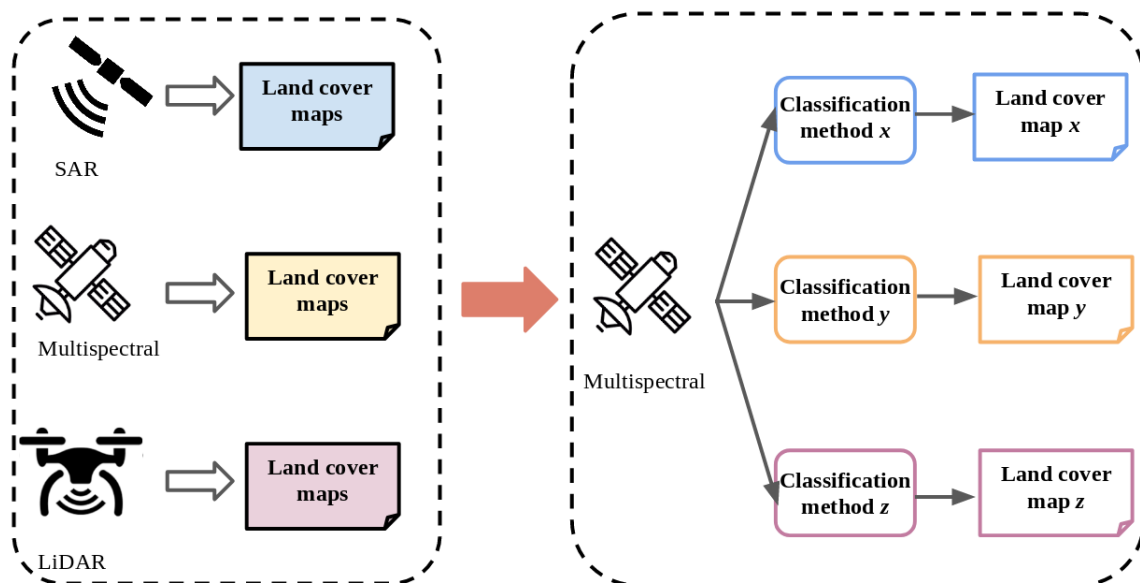 Land cover
maps
SAR
Land cover
maps
Multispectral
Land cover
maps
LiDAR
Multispectral
Classification
method x
Land cover
map x
Classification
method y
Land cover
map y
Classification
method z
Land cover
map z